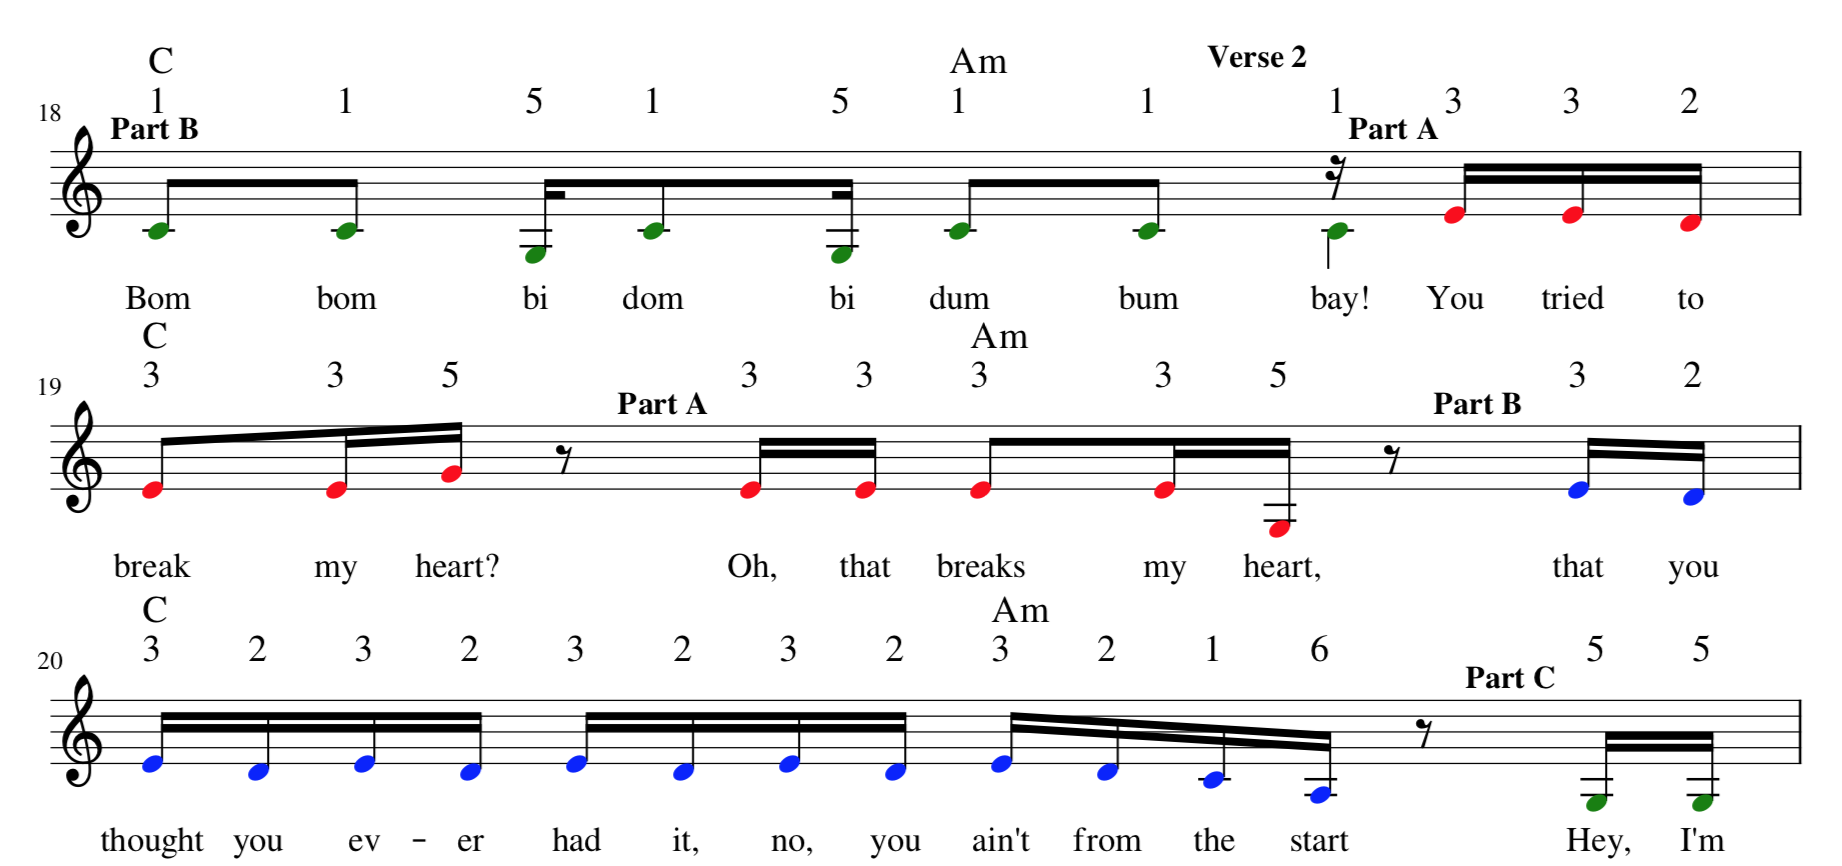 C Am Verse 2
1 1 5 1 5 1 1 1 3 3 2
18 Part B Part A
Bom bom bi dom bi dum bum bay! You tried to
C Am
3 3 5 3 3 3 3 5 3 2
19 Part A Part B
break my heart? Oh, that breaks my heart, that you
C Am
3 2 3 2 3 2 3 2 3 2 1 6 5 5
20 Part C
thought you ev - er had it, no, you ain't from the start Hey, I'm